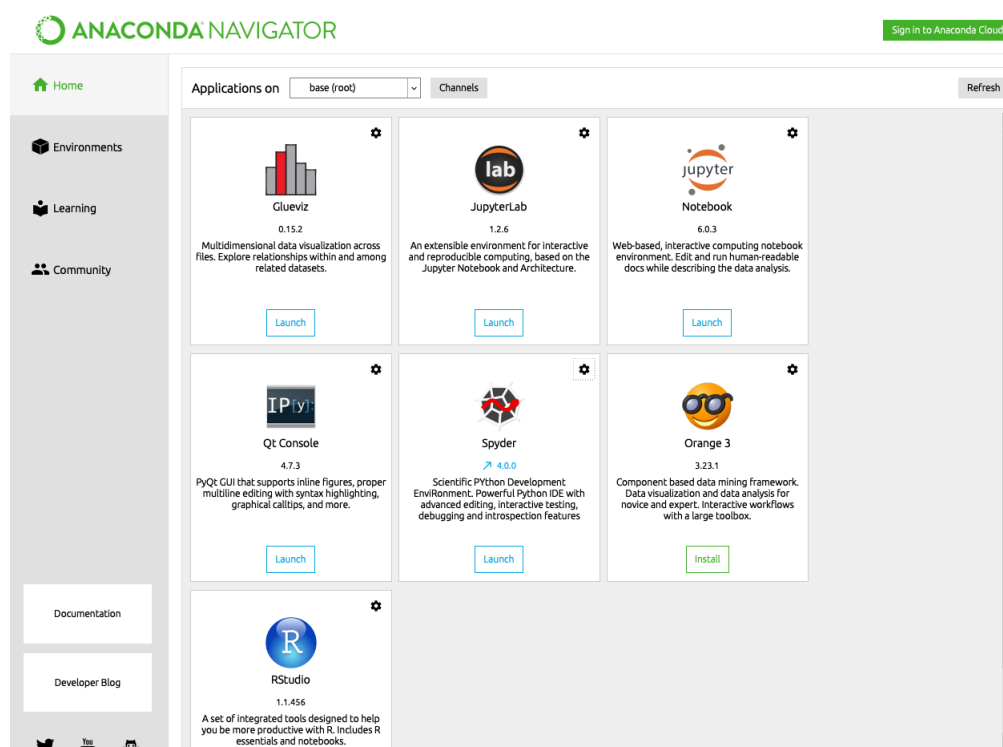 ANACONDA NAVIGATOR
Sign in to Anaconda Cloud
Home
Environments
Learning
Community
Documentation
Developer Blog
You
Applications on
base (root)
Channels
Refresh
Glueviz
0.15.2
Multidimensional data visualization across
files. Explore relationships within and among
related datasets.
Launch
lab
JupyterLab
1.2.6
An extensible environment for interactive
and reproducible computing, based on the
Jupyter Notebook and Architecture.
Launch
jupyter
Notebook
6.0.3
Web-based, interactive computing notebook
environment. Edit and run human-readable
docs while describing the data analysis.
Launch
IP[y]:
Qt Console
4.7.3
PyQt GUI that supports inline figures, proper
multiline editing with syntax highlighting,
graphical calltips, and more.
Launch
Spyder
4.0.0
Scientific PYthon Development
EnviRonment. Powerful Python IDE with
advanced editing, interactive testing,
debugging and introspection features
Launch
Orange 3
3.23.1
Component based data mining framework.
Data visualization and data analysis for
novice and expert. Interactive workflows
with a large toolbox.
Install
R
RStudio
1.1.456
A set of integrated tools designed to help
you be more productive with R. Includes R
essentials and notebooks.